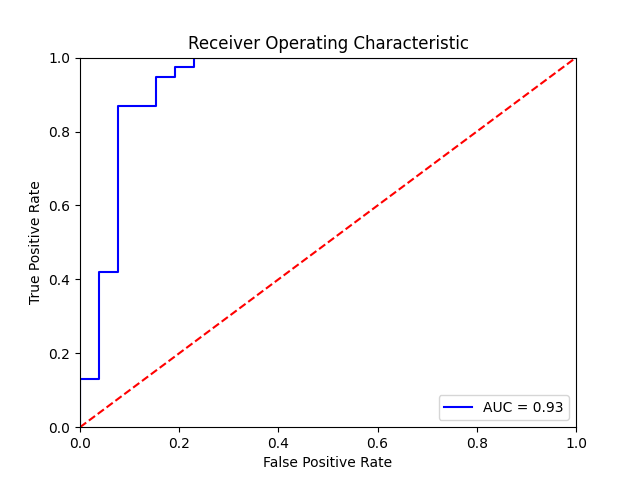 Receiver Operating Characteristic
1.0
0.8
0.6
0.4
0.2
0.0
True Positive Rate
AUC = 0.93
0.0 0.2 0.4 0.6 0.8 1.0
False Positive Rate